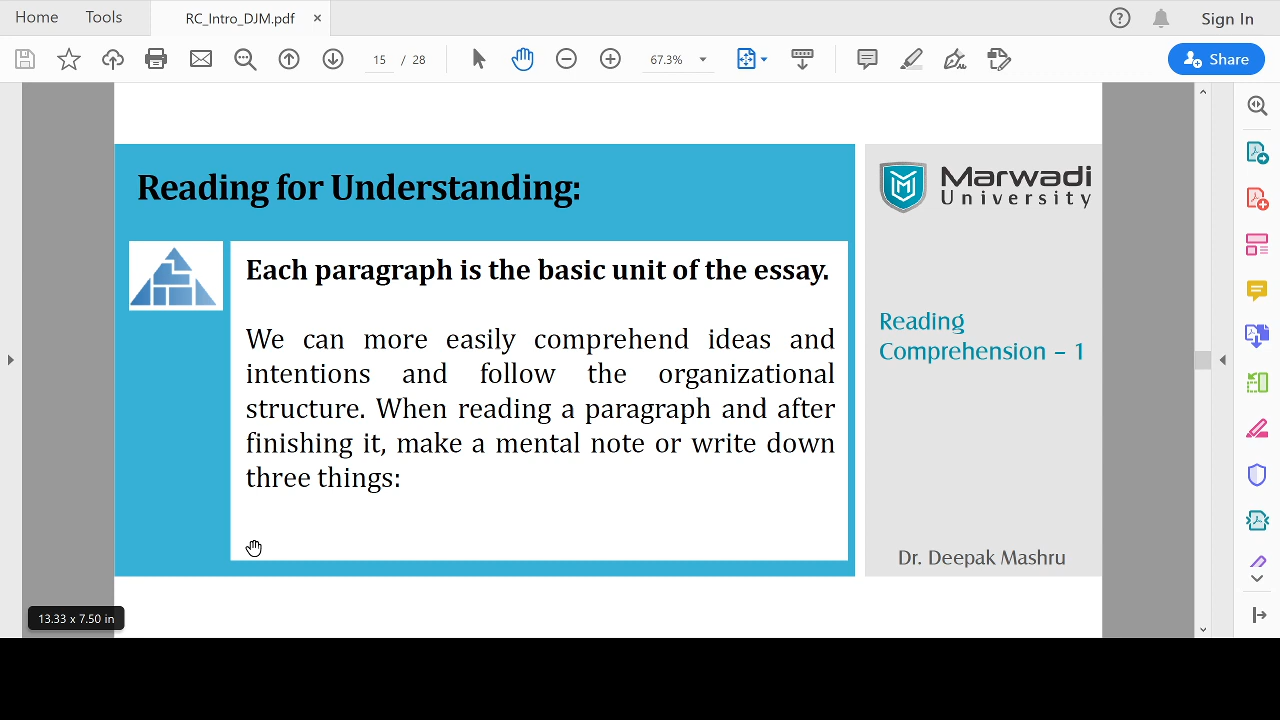 Home
Tools
RC_Intro_DJM.pdf
Sign In
15 / 28
67.3%
Share
Reading for Understanding:
Each paragraph is the basic unit of the essay.
We can more easily comprehend ideas and
intentions and follow the organizational
structure. When reading a paragraph and after
finishing it, make a mental note or write down
three things:
Marwadi
University
Reading
Comprehension – 1
Dr. Deepak Mashru
13.33 x 7.50 in